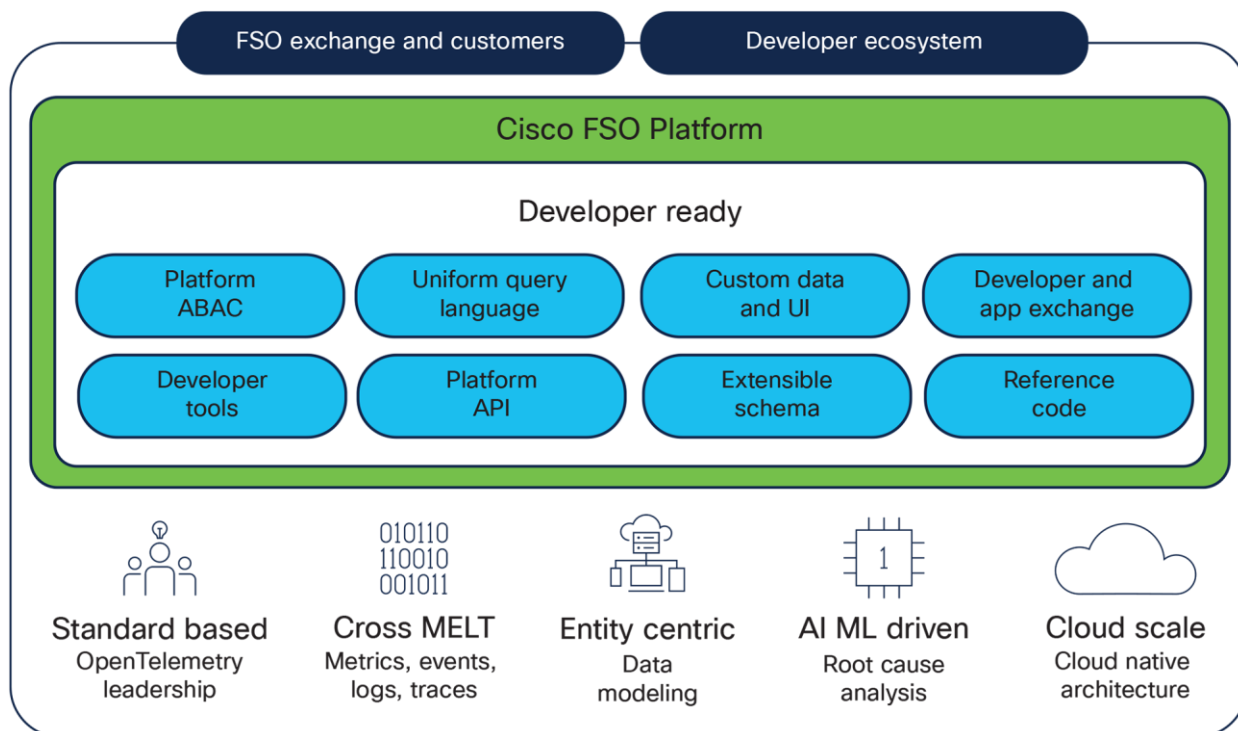 FSO exchange and customers
Developer ecosystem
Cisco FSO Platform
Developer ready
Platform
ABAC
Uniform query
language
Custom data
and UI
Developer and
app exchange
Developer
tools
Platform
API
Extensible
schema
Reference
code
010110
110010
001011
1
Standard based
OpenTelemetry
leadership
Cross MELT
Metrics, events,
logs, traces
Entity centric
Data
modeling
AI ML driven
Root cause
analysis
Cloud scale
Cloud native
architecture